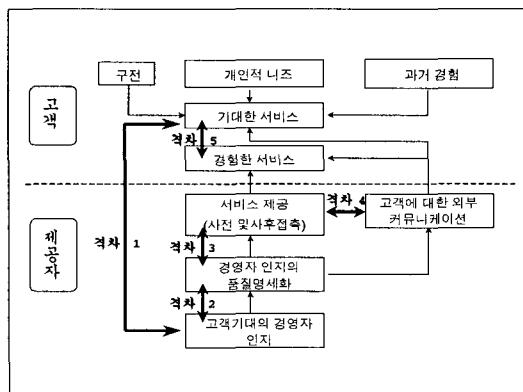 구전
개인적 니즈
과거 경험
고객
기대한 서비스
격차 5
경험한 서비스
서비스 제공
(사전 및사후접촉)
격차 4
고객에 대한 외부
커뮤니케이션
제공자
격차 1
격차 3
경영자 인지의
품질명세화
격차 2
고객기대의 경영자
인지